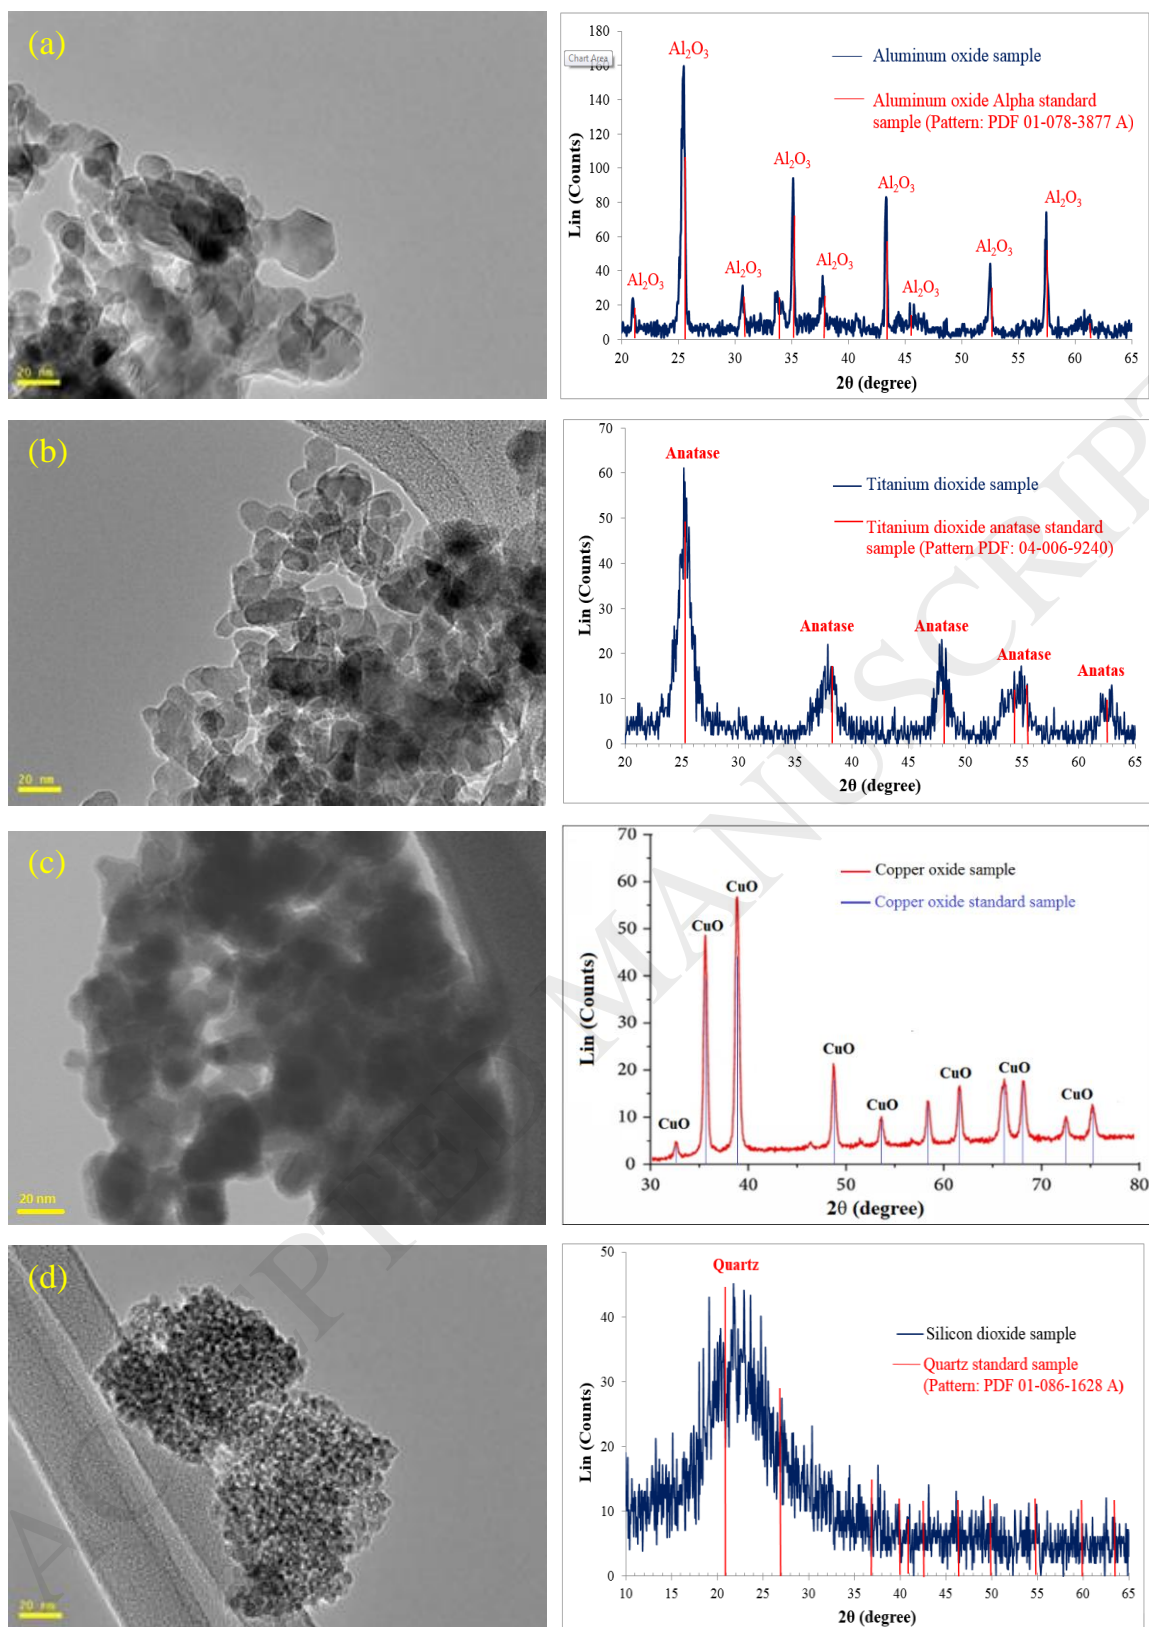 (a)
20 nm
Chart Area
180
160
140
120
100
80
60
40
20
0
Lin (Counts)
Al₂O₃
Al₂O₃
Al₂O₃
Al₂O₃
Al₂O₃
Al₂O₃
Al₂O₃
Al₂O₃
Al₂O₃
Aluminum oxide sample
Aluminum oxide Alpha standard
sample (Pattern: PDF 01-078-3877 A)
20 25 30 35 40 45 50 55 60 65
2θ (degree)
(b)
20 nm
70
60
50
40
30
20
10
0
Lin (Counts)
Anatase
Anatase
Anatase
Anatase
Anatas
Titanium dioxide sample
Titanium dioxide anatase standard
sample (Pattern PDF: 04-006-9240)
20 25 30 35 40 45 50 55 60 65
2θ (degree)
(c)
20 nm
70
60
50
40
30
20
10
0
Lin (Counts)
CuO
CuO
CuO
CuO
CuO
CuO
CuO
CuO
Copper oxide sample
Copper oxide standard sample
30 40 50 60 70 80
2θ (degree)
(d)
20 nm
50
40
30
20
10
0
Lin (Counts)
Quartz
Silicon dioxide sample
Quartz standard sample
(Pattern: PDF 01-086-1628 A)
10 15 20 25 30 35 40 45 50 55 60 65
2θ (degree)
ACCEPTED MANUSCRIPT